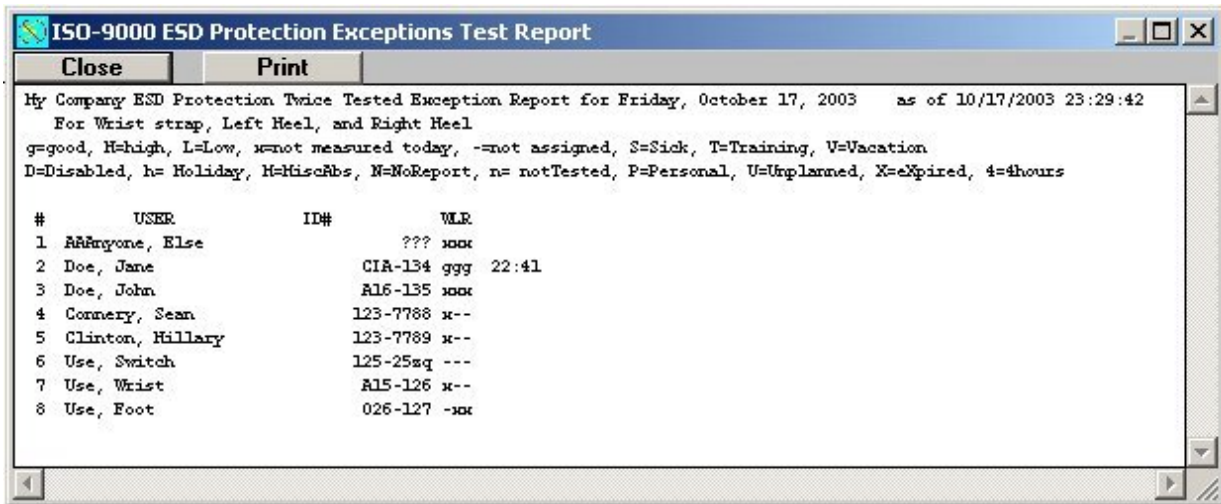 ISO-9000 ESD Protection Exceptions Test Report
Close Print
My Company ESD Protection Twice Tested Exception Report for Friday, October 17, 2003 as of 10/17/2003 23:29:42
For Wrist strap, Left Heel, and Right Heel
g=good, H=high, L=Low, x=not measured today, -=not assigned, S=Sick, T=Training, V=Vacation
D=Disabled, h= Holiday, M=MiscAbs, N=NoReport, n= notTested, P=Personal, U=Unplanned, X=eXpired, 4=4hours
# USER ID# WLR
1 AAAnyone, Else ??? xxx
2 Doe, Jane CIA-134 ggg 22:41
3 Doe, John A16-135 xxx
4 Connery, Sean 123-7788 x--
5 Clinton, Hillary 123-7789 x--
6 Use, Switch 125-25sq ---
7 Use, Wrist A15-126 x--
8 Use, Foot 026-127 -xx